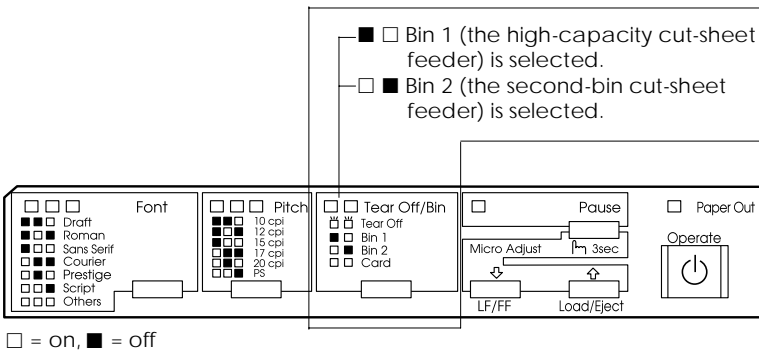 ■ □ Bin 1 (the high-capacity cut-sheet
feeder) is selected.
□ ■ Bin 2 (the second-bin cut-sheet
feeder) is selected.
□ □ □ Font
■ ■ □ Draft
■ □ ■ Roman
■ □ □ Sans Serif
□ ■ ■ Courier
□ ■ □ Prestige
□ □ ■ Script
□ □ □ Others
□ □ □ Pitch
■ ■ □ 10 cpi
■ □ ■ 12 cpi
■ □ □ 15 cpi
□ ■ ■ 17 cpi
□ ■ □ 20 cpi
□ □ ■ PS
□ □ Tear Off/Bin
□ □ Tear Off
■ □ Bin 1
□ ■ Bin 2
□ □ Card
□ Pause
Micro Adjust 3sec
LF/FF
Load/Eject
□ Paper Out
Operate
□ = on, ■ = off